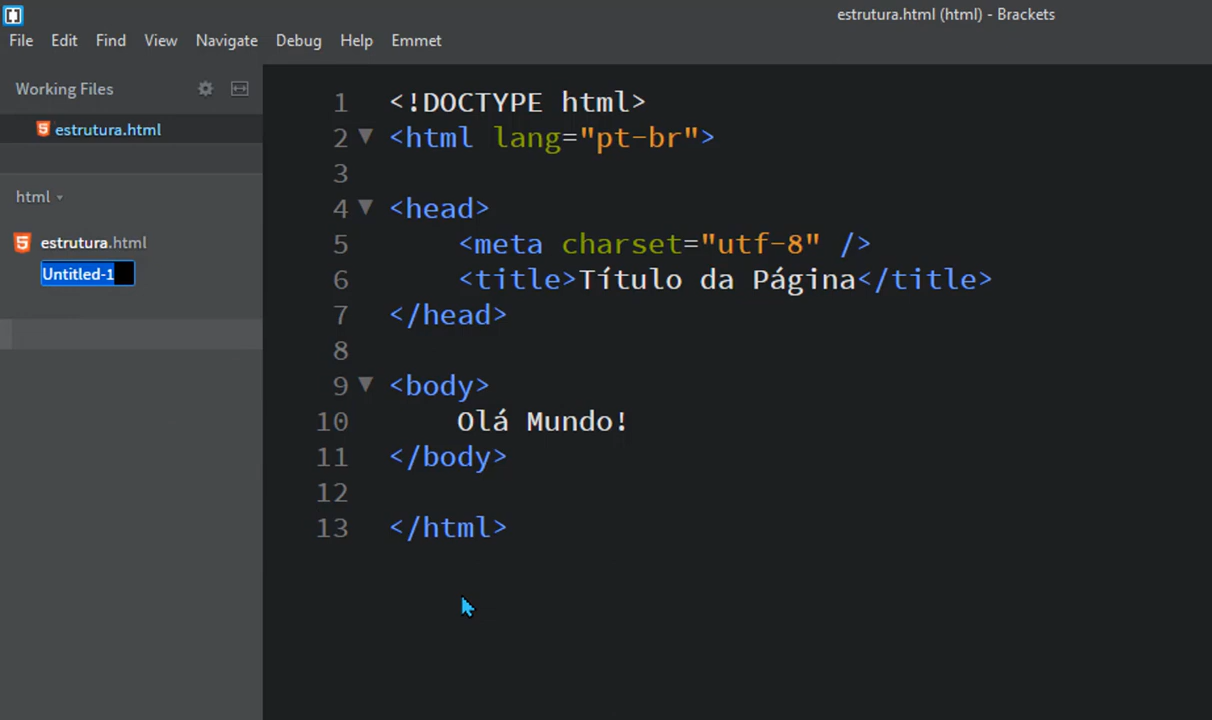 estrutura.html (html) - Brackets
File Edit Find View Navigate Debug Help Emmet
Working Files
estrutura.html
html
estrutura.html
Untitled-1
1 <!DOCTYPE html>
2 <html lang="pt-br">
3
4 <head>
5 <meta charset="utf-8" />
6 <title>Título da Página</title>
7 </head>
8
9 <body>
10 Olá Mundo!
11 </body>
12
13 </html>